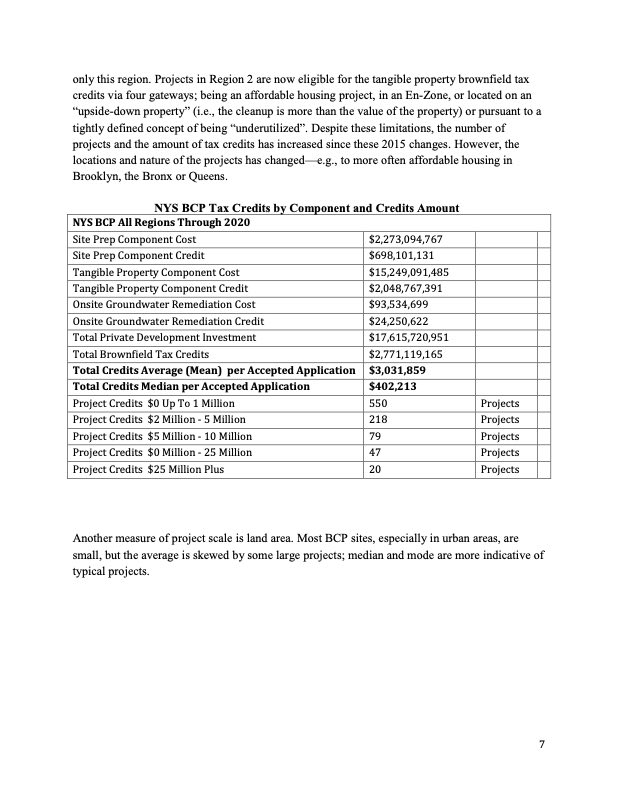 only this region. Projects in Region 2 are now eligible for the tangible property brownfield tax
credits via four gateways; being an affordable housing project, in an En-Zone, or located on an
“upside-down property” (i.e., the cleanup is more than the value of the property) or pursuant to a
tightly defined concept of being “underutilized”. Despite these limitations, the number of
projects and the amount of tax credits has increased since these 2015 changes. However, the
locations and nature of the projects has changed—e.g., to more often affordable housing in
Brooklyn, the Bronx or Queens.
NYS BCP Tax Credits by Component and Credits Amount
NYS BCP All Regions Through 2020
Site Prep Component Cost $2,273,094,767
Site Prep Component Credit $698,101,131
Tangible Property Component Cost $15,249,091,485
Tangible Property Component Credit $2,048,767,391
Onsite Groundwater Remediation Cost $93,534,699
Onsite Groundwater Remediation Credit $24,250,622
Total Private Development Investment $17,615,720,951
Total Brownfield Tax Credits $2,771,119,165
Total Credits Average (Mean) per Accepted Application $3,031,859
Total Credits Median per Accepted Application $402,213
Project Credits $0 Up To 1 Million 550 Projects
Project Credits $2 Million - 5 Million 218 Projects
Project Credits $5 Million - 10 Million 79 Projects
Project Credits $0 Million - 25 Million 47 Projects
Project Credits $25 Million Plus 20 Projects
Another measure of project scale is land area. Most BCP sites, especially in urban areas, are
small, but the average is skewed by some large projects; median and mode are more indicative of
typical projects.
7